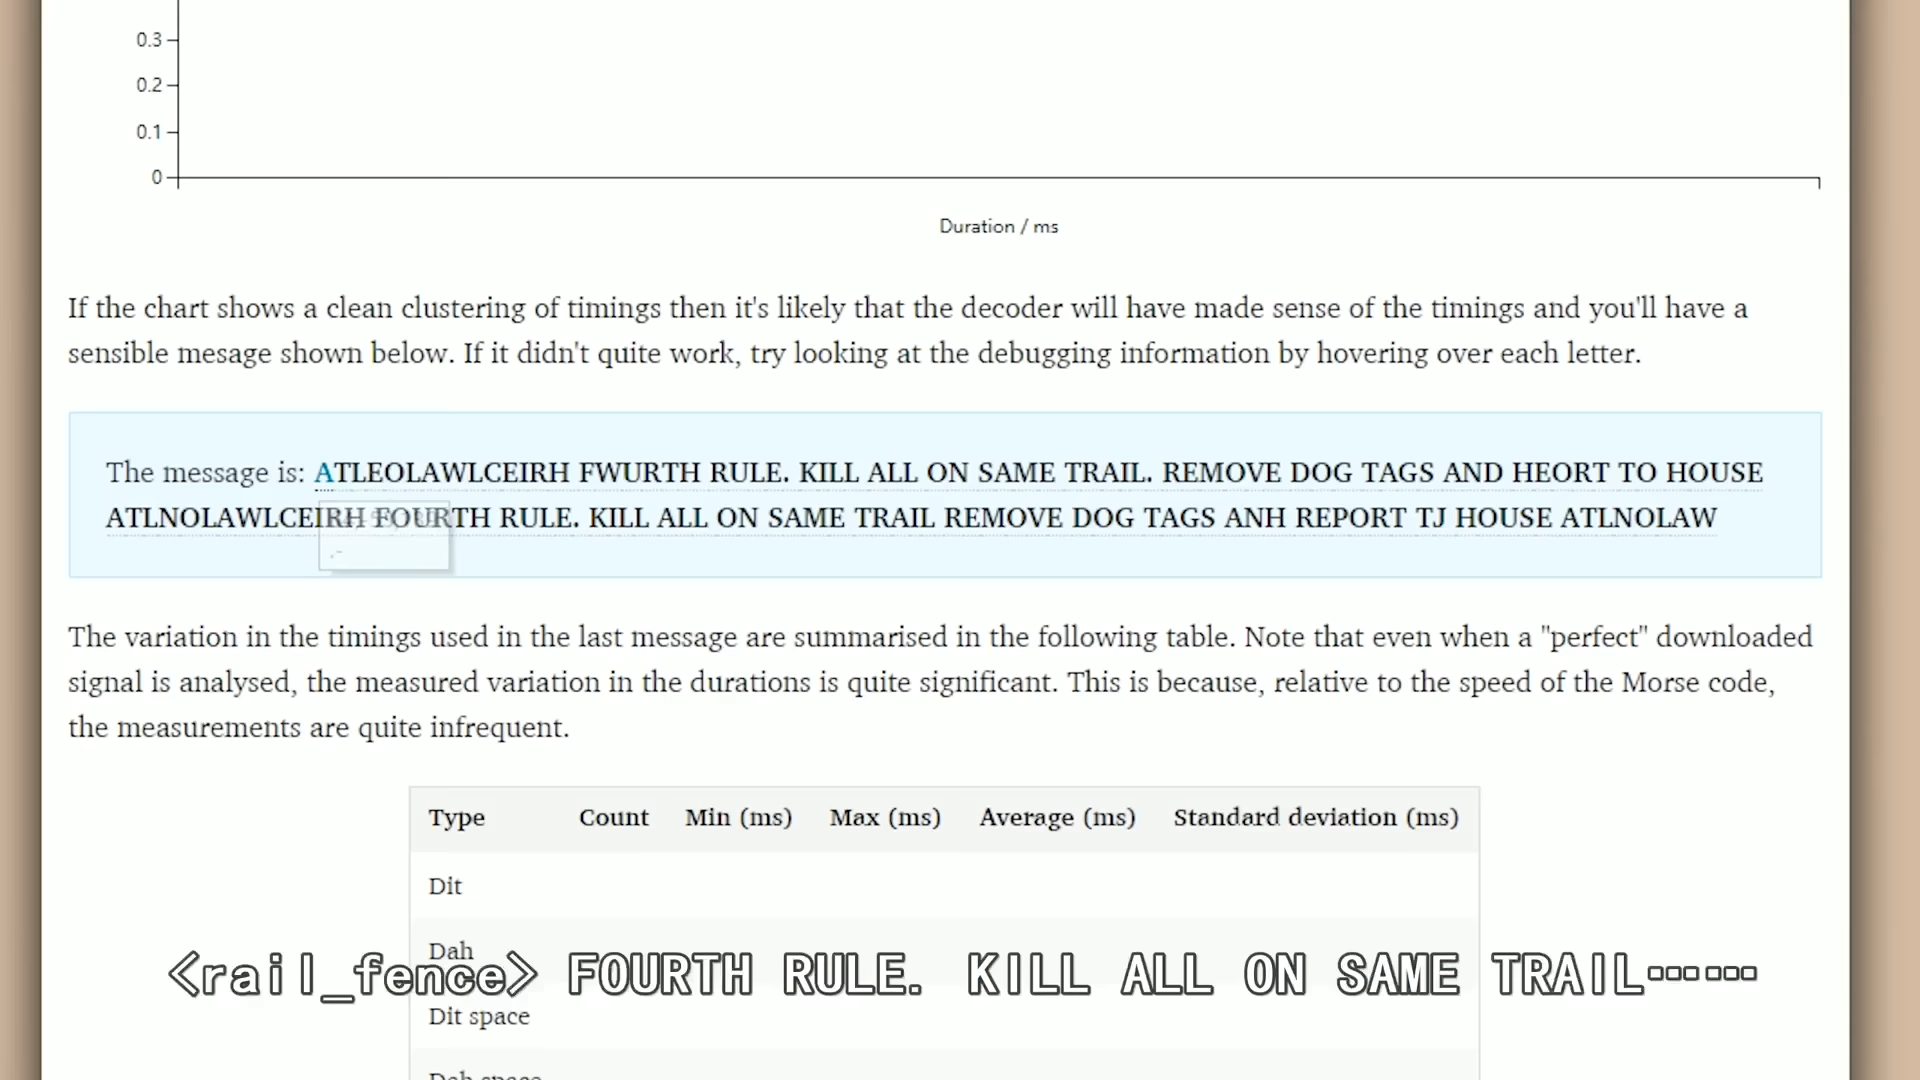 0.3
0.2
0.1
0
Duration / ms
If the chart shows a clean clustering of timings then it's likely that the decoder will have made sense of the timings and you'll have a
sensible mesage shown below. If it didn't quite work, try looking at the debugging information by hovering over each letter.
The message is: ATLEOLAWLCEIRH FWURTH RULE. KILL ALL ON SAME TRAIL. REMOVE DOG TAGS AND HEORT TO HOUSE
ATLNOLAWLCEIRH FOURTH RULE. KILL ALL ON SAME TRAIL REMOVE DOG TAGS ANH REPORT TJ HOUSE ATLNOLAW
.-
The variation in the timings used in the last message are summarised in the following table. Note that even when a "perfect" downloaded
signal is analysed, the measured variation in the durations is quite significant. This is because, relative to the speed of the Morse code,
the measurements are quite infrequent.
Type Count Min (ms) Max (ms) Average (ms) Standard deviation (ms)
Dit
Dah
<rail_fence> FOURTH RULE. KILL ALL ON SAME TRAIL……
Dit space
Dah space